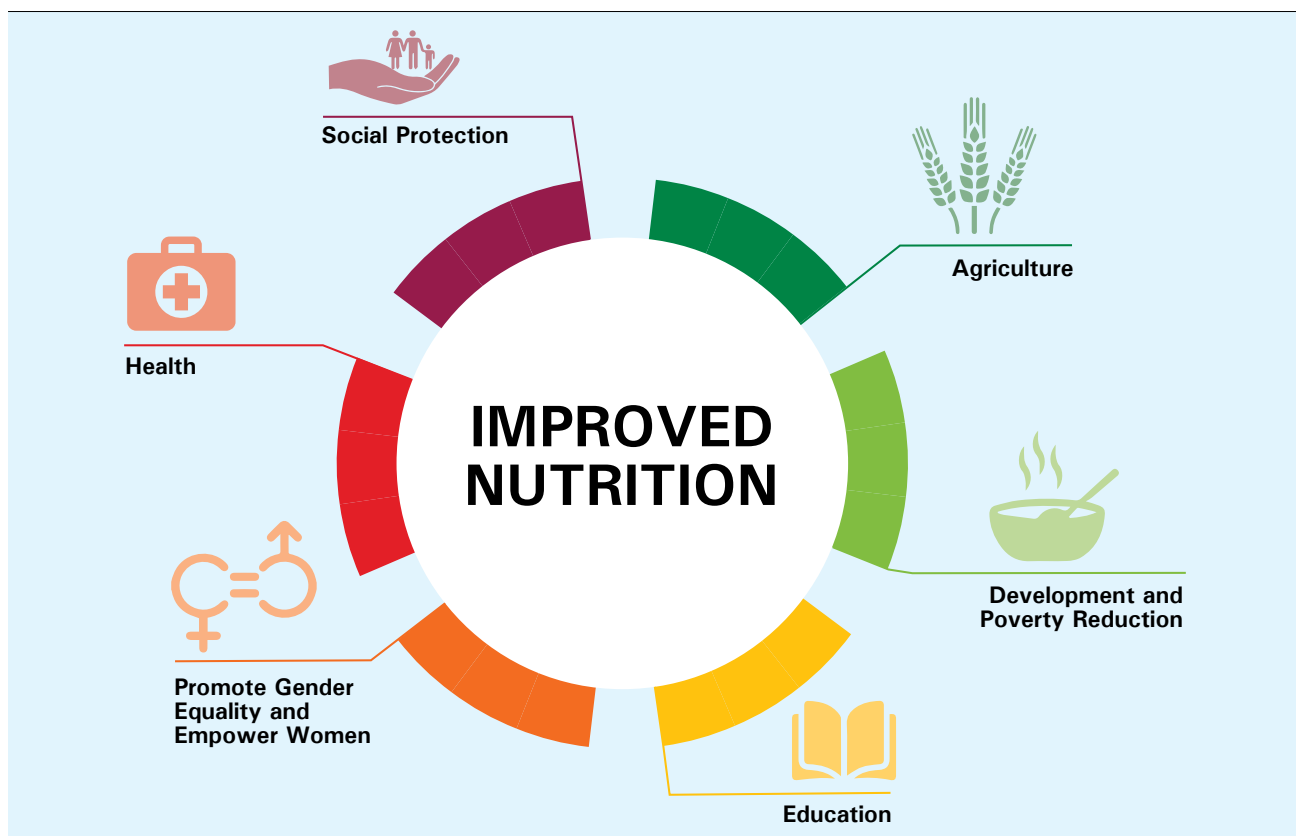 Social Protection
Agriculture
Health
IMPROVED
NUTRITION
Development and
Poverty Reduction
Promote Gender
Equality and
Empower Women
Education